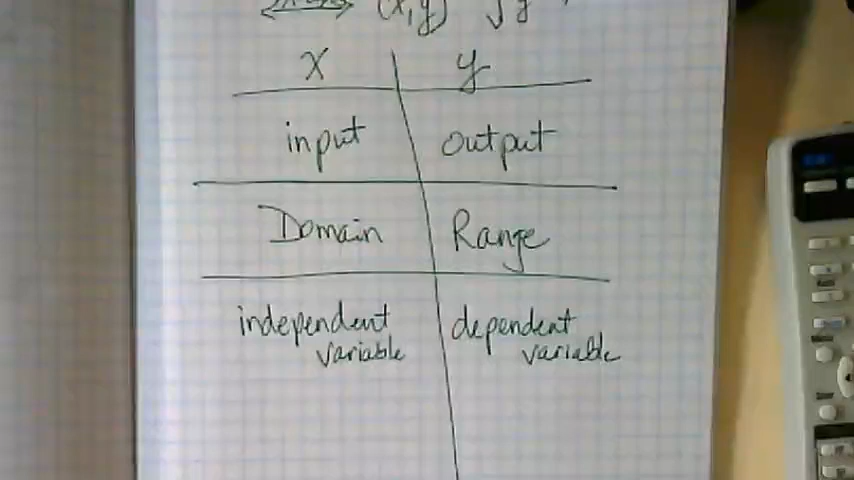 (x,y) y
x y
input output
Domain Range
independent dependent
variable variable